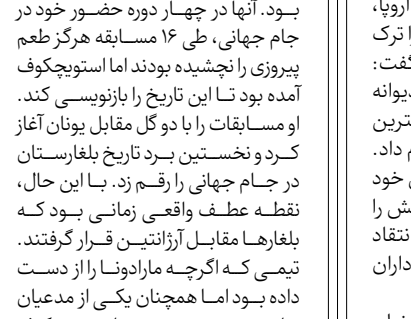 بود. آنها در چهار دوره حضور خود در
جام جهانی، طی ۱۶ مسابقه هرگز طعم
پیروزی را نچشیده بودند اما استویچکوف
آمده بود تا این تاریخ را بازنویسی کند.
او مسابقات را با دو گل مقابل یونان آغاز
کرد و نخستین برد تاریخ بلغارستان
در جام جهانی را رقم زد. با این حال،
نقطه عطف واقعی زمانی بود که
بلغارها مقابل آرژانتین قرار گرفتند.
تیمی که اگرچه مارادونا را از دست
داده بود اما همچنان یکی از مدعیان
اروپا،
ترک
گفت:
دیوانه
داد.
خود
ش را
انتقاد
داران